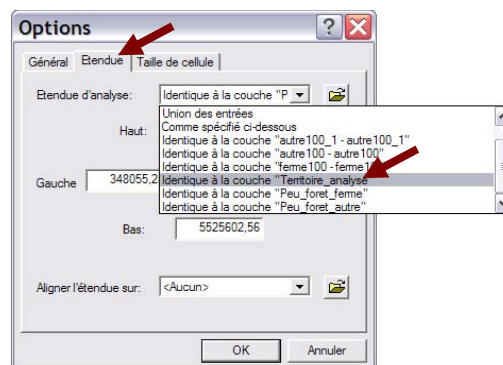 Options
Général Etendue Taille de cellule
Etendue d'analyse: Identique à la couche "P
Union des entrées
Comme spécifié ci-dessous
Haut:
Identique à la couche "autre100_1 - autre100_1"
Identique à la couche "autre100 - autre100"
Identique à la couche "ferme100 - ferme10
Gauche 348055,2
Identique à la couche "Territoire_analyse
Identique à la couche "Peu_foret_ferme"
Identique à la couche "Peu_foret_autre"
Bas: 5525602,56
Aligner l'étendue sur: <Aucun>
OK Annuler